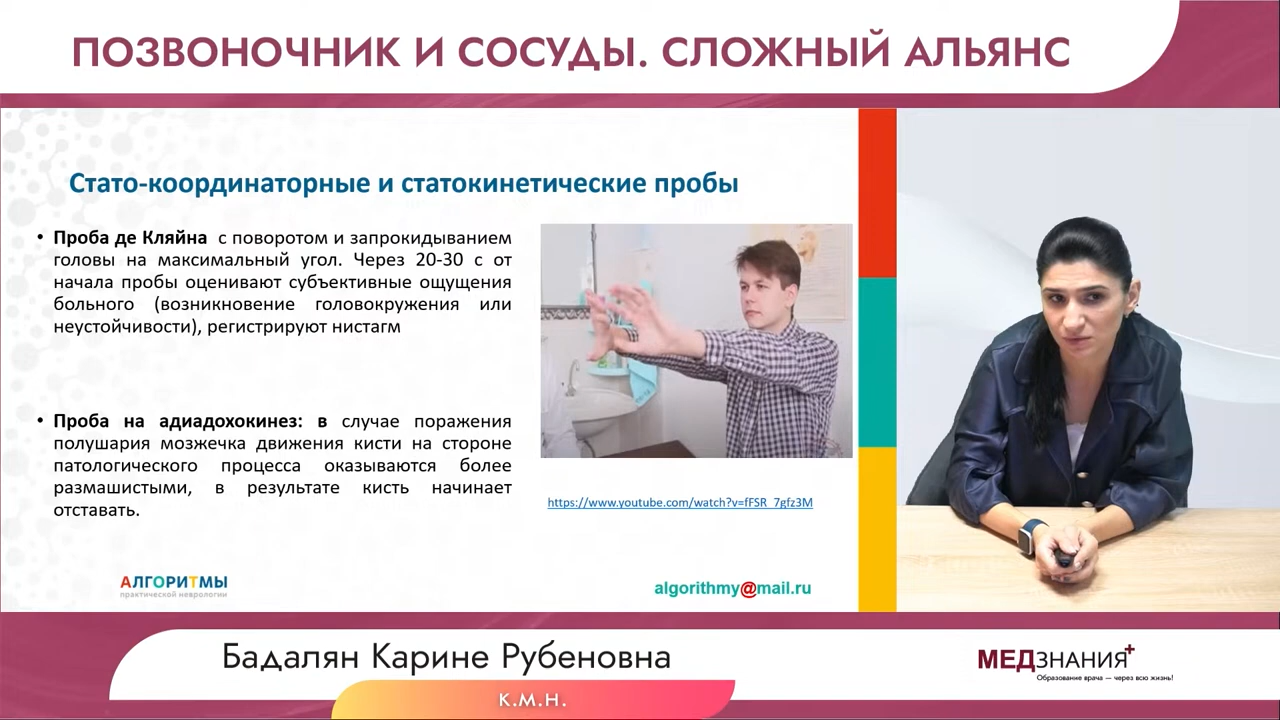 ПОЗВОНОЧНИК И СОСУДЫ. СЛОЖНЫЙ АЛЬЯНС
Стато-координаторные и статокинетические пробы
• Проба де Кляйна с поворотом и запрокидыванием
головы на максимальный угол. Через 20-30 с от
начала пробы оценивают субъективные ощущения
больного (возникновение головокружения или
неустойчивости), регистрируют нистагм
• Проба на адиадохокинез: в случае поражения
полушария мозжечка движения кисти на стороне
патологического процесса оказываются более
размашистыми, в результате кисть начинает
отставать.
https://www.youtube.com/watch?v=fFSR_7gfz3M
АЛГОРИТМЫ
практической неврологии
algorithmy@mail.ru
Бадалян Карине Рубеновна
К.М.Н.
МЕДЗНАНИЯ+
Образование врача — через всю жизнь!